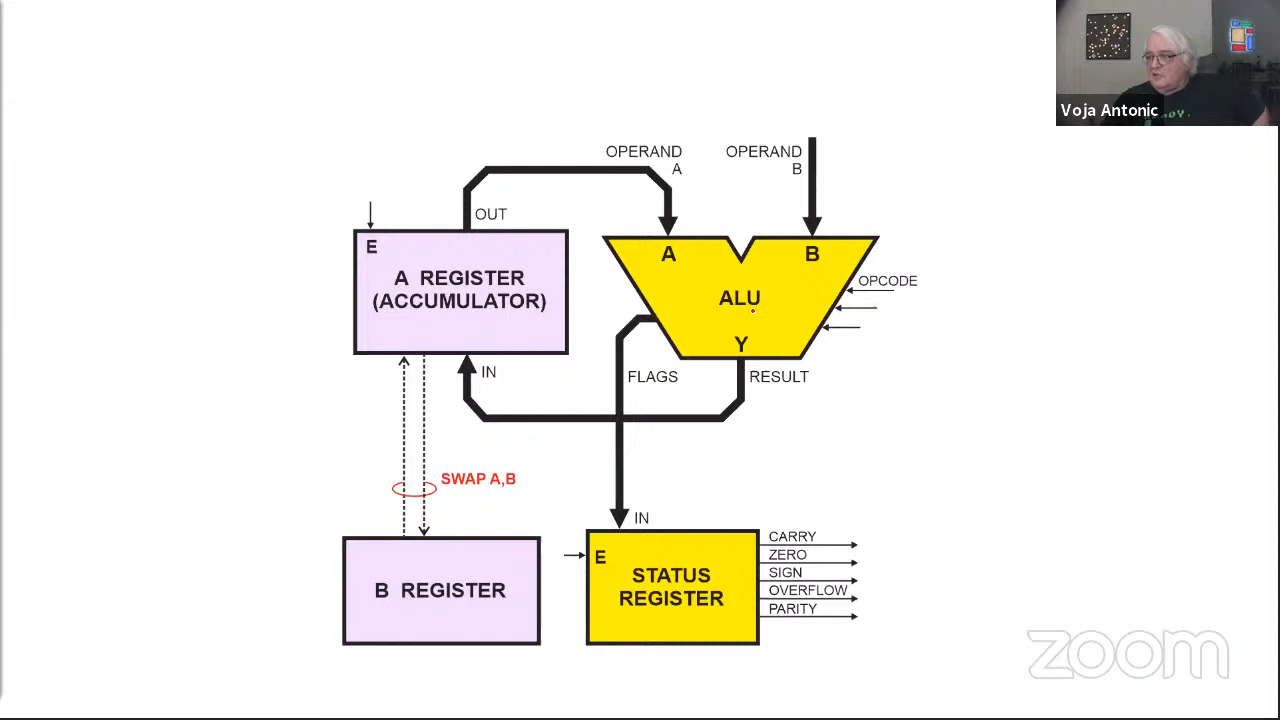 Voja Antonic
OPERAND
A
OPERAND
B
OUT
E
A REGISTER
(ACCUMULATOR)
A
B
ALU
OPCODE
Y
IN
FLAGS
RESULT
SWAP A,B
IN
B REGISTER
E
STATUS
REGISTER
CARRY
ZERO
SIGN
OVERFLOW
PARITY
zoom